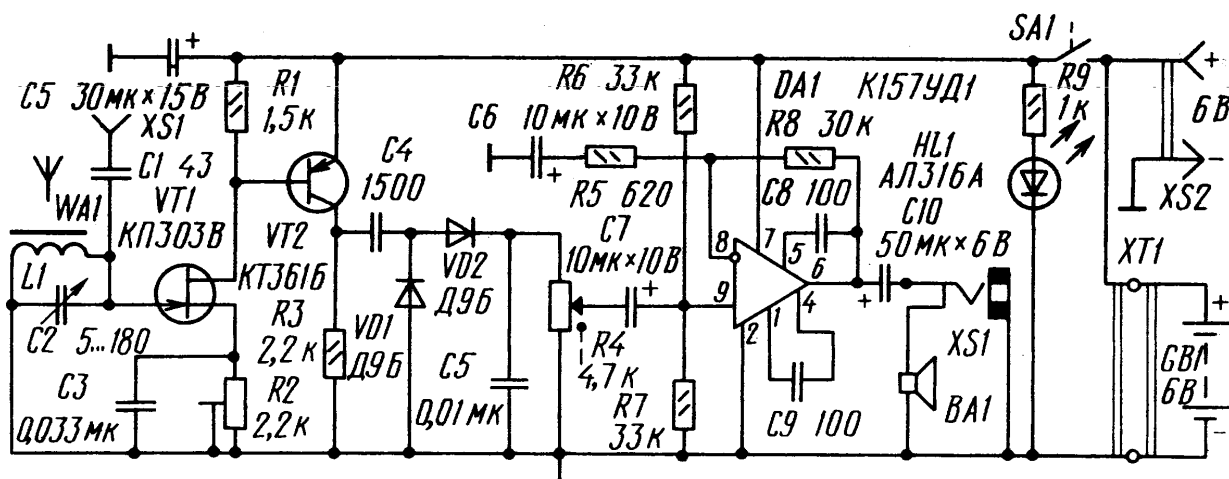 SA1
+
C5 30мк×15В
R1
1,5к
XS1
C1 43
WA1
VT1
КП303В
L1
C2 5...180
C3
0,033мк
R2
2,2к
R3
2,2к
VT2
КТ361Б
C4
1500
VD1
Д9Б
VD2
Д9Б
C5
0,01мк
R4
4,7к
C6
10мк×10В
+
R5 620
R6 33к
C7
10мк×10В
+
R7
33к
DA1 К157УД1
R8 30к
C8 100
8
9
7
5
6
4
1
2
C9 100
HL1
АЛ316А
C10
50мк×6В
+
XS1
BA1
R9
1к
+
6В
-
XS2
XT1
+
GB1
6В
-